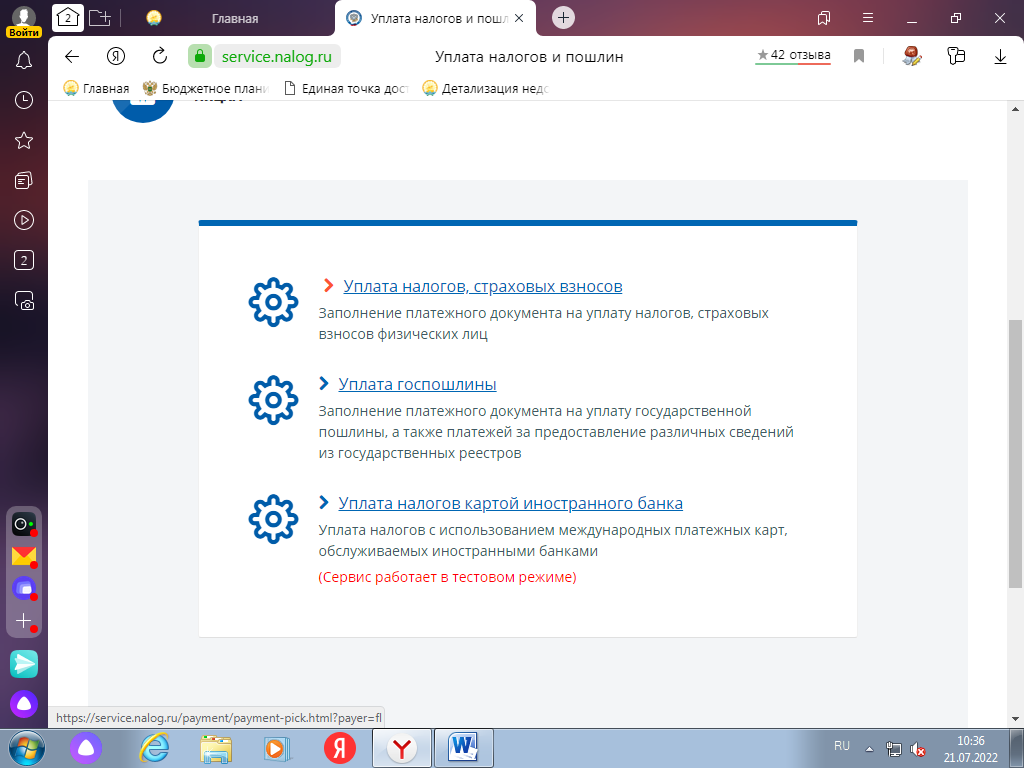 2
Главная
Уплата налогов и пошл
Войти
service.nalog.ru
Уплата налогов и пошлин
★ 42 отзыва
Главная
Бюджетное плани
Единая точка дост
Детализация недо
Уплата налогов, страховых взносов
Заполнение платежного документа на уплату налогов, страховых
взносов физических лиц
Уплата госпошлины
Заполнение платежного документа на уплату государственной
пошлины, а также платежей за предоставление различных сведений
из государственных реестров
Уплата налогов картой иностранного банка
Уплата налогов с использованием международных платежных карт,
обслуживаемых иностранными банками
(Сервис работает в тестовом режиме)
2
https://service.nalog.ru/payment/payment-pick.html?payer=fl
RU
10:36
21.07.2022